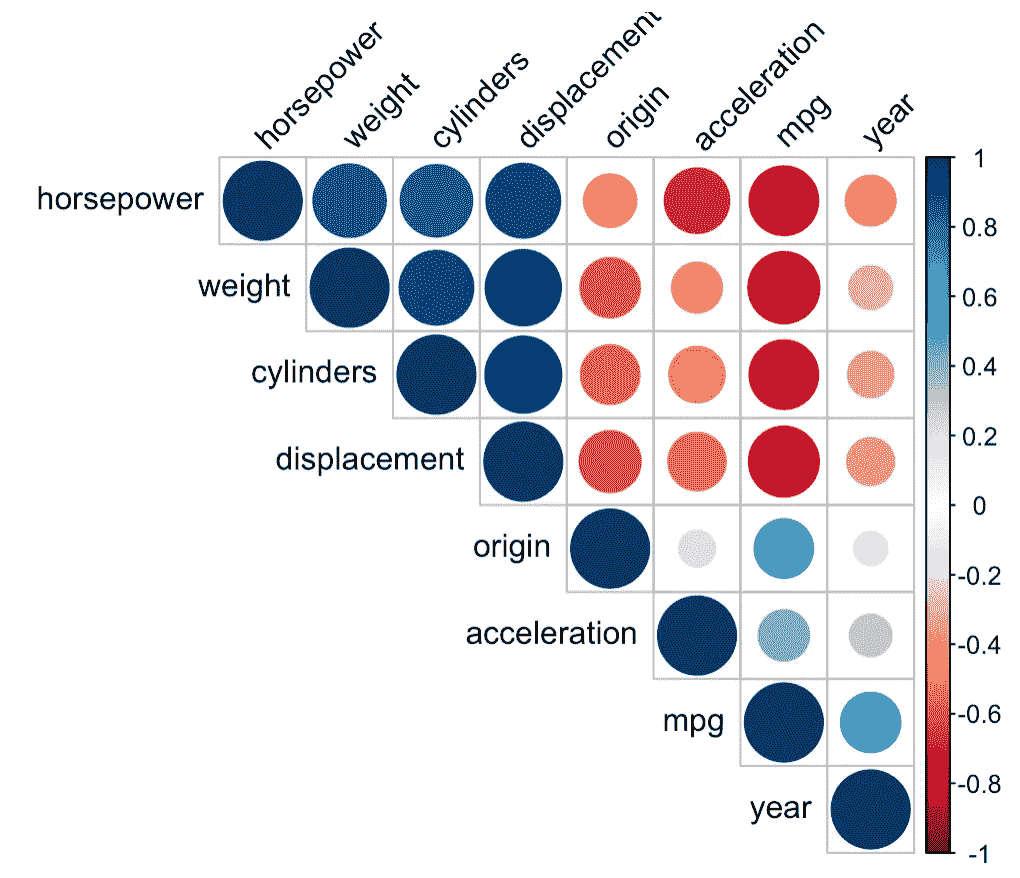 horsepower
weight
cylinders
displacement
origin
acceleration
mpg
year
horsepower
weight
cylinders
displacement
origin
acceleration
mpg
year
1
0.8
0.6
0.4
0.2
0
-0.2
-0.4
-0.6
-0.8
-1